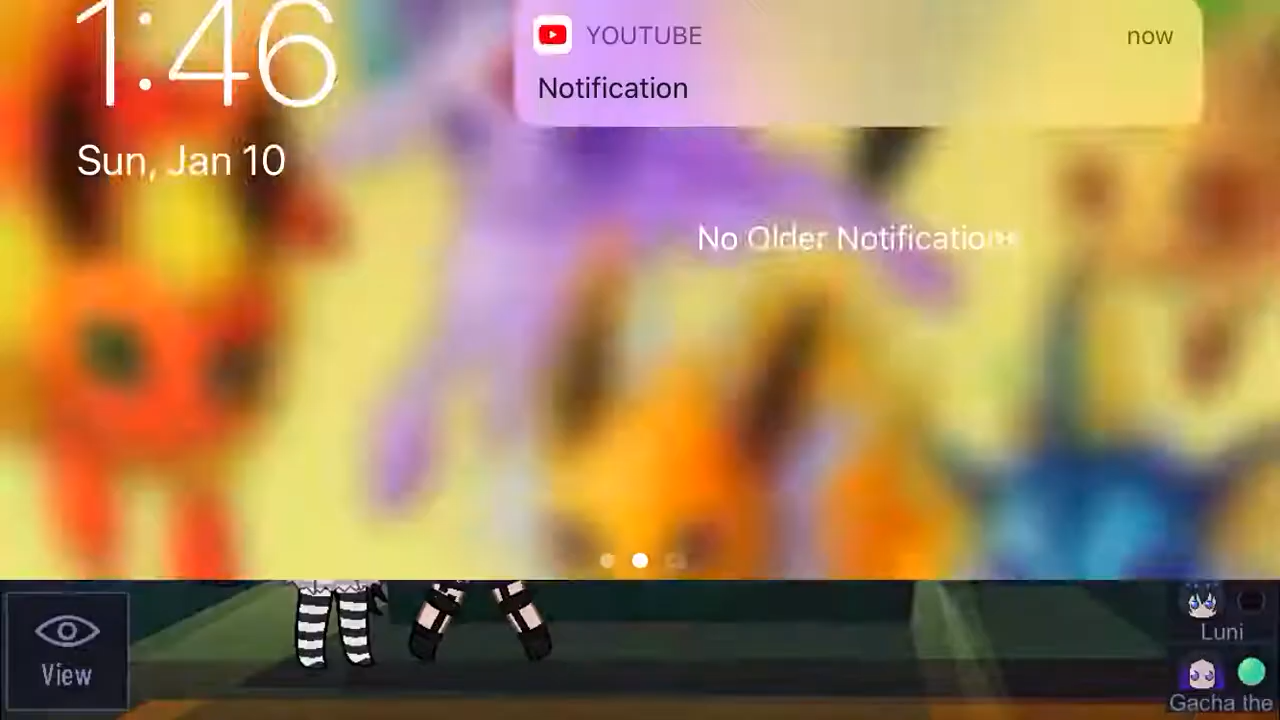 1:46
YOUTUBE
now
Notification
Sun, Jan 10
No Older Notifications
View
Luni
Gacha the